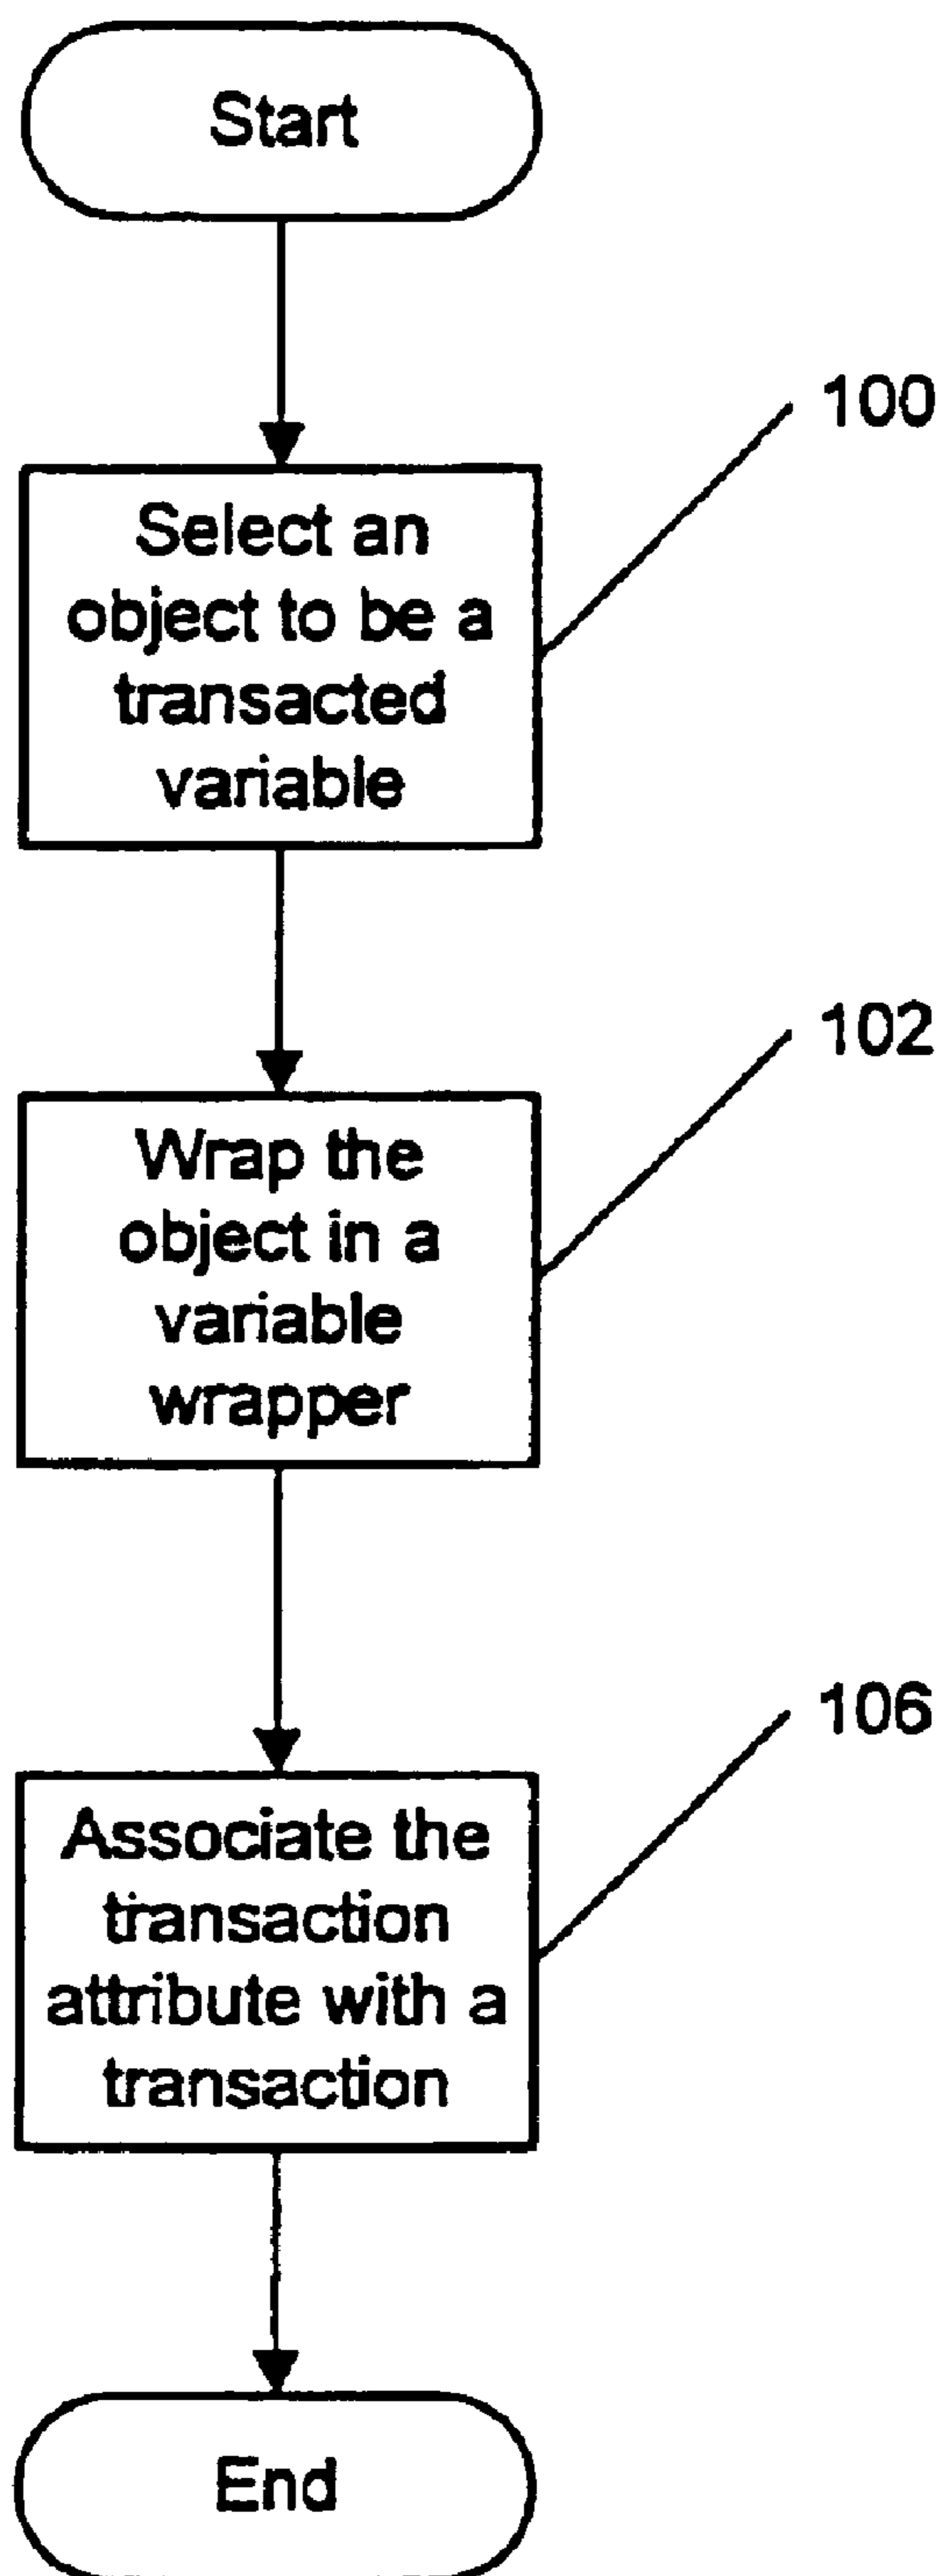 Start
100
Select an
object to be a
transacted
variable
102
Wrap the
object in a
variable
wrapper
106
Associate the
transaction
attribute with a
transaction
End